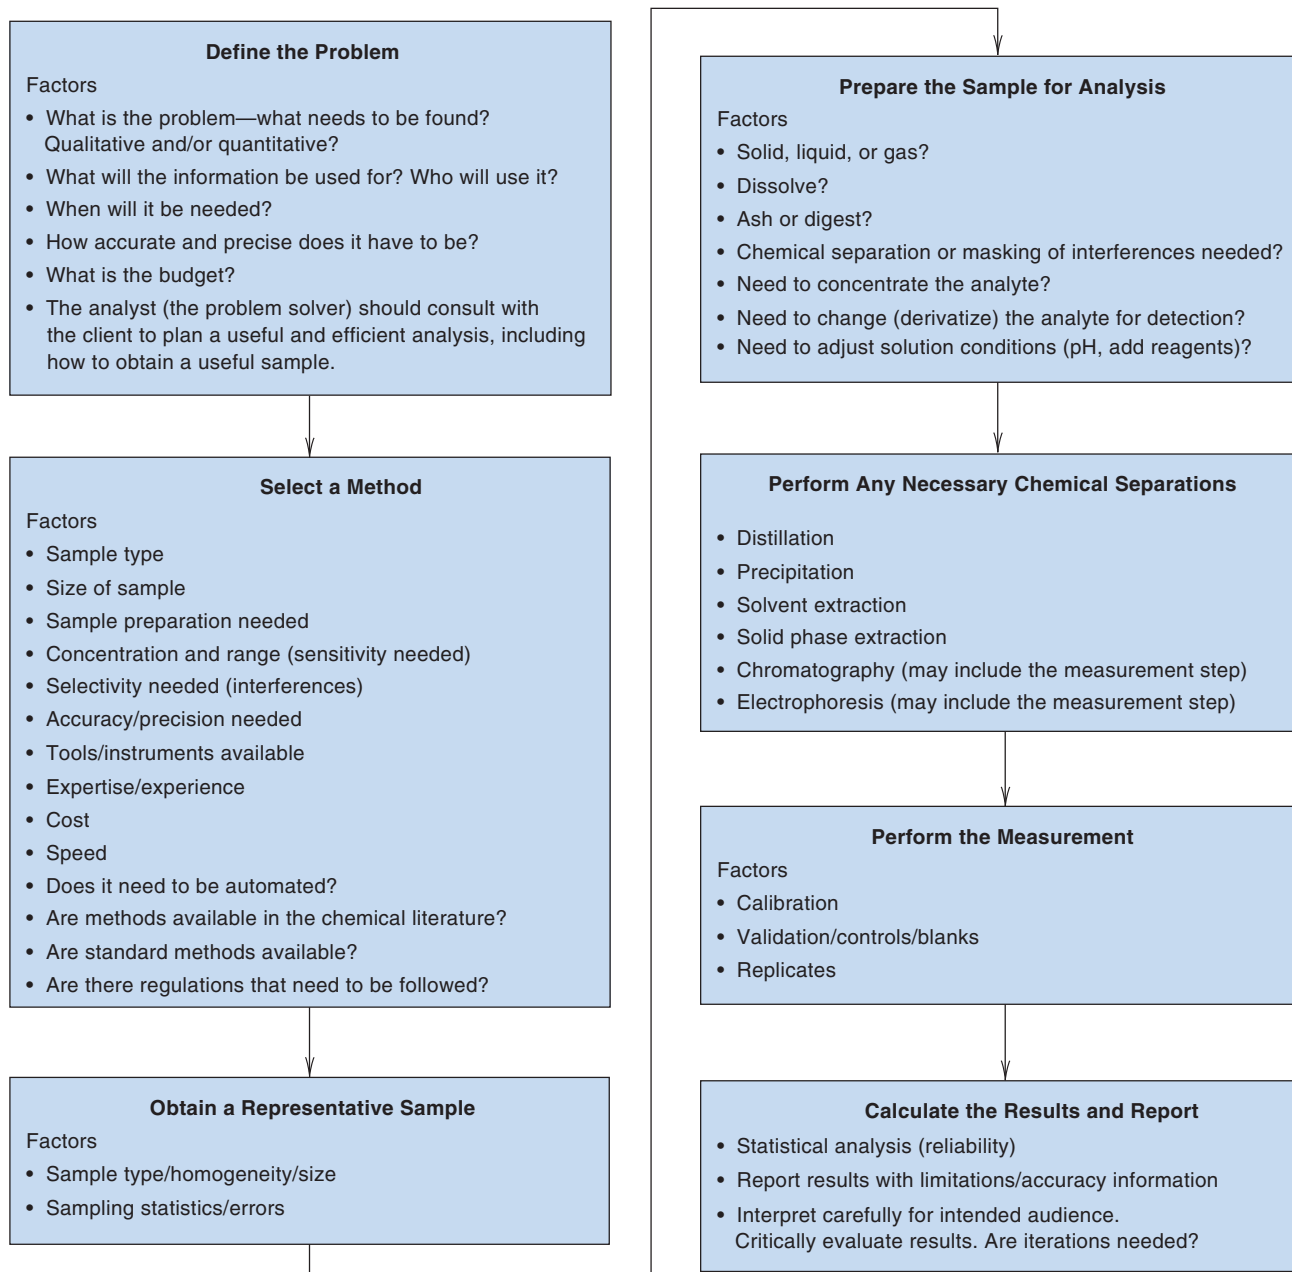 Define the Problem
Factors
• What is the problem—what needs to be found?
Qualitative and/or quantitative?
• What will the information be used for? Who will use it?
• When will it be needed?
• How accurate and precise does it have to be?
• What is the budget?
• The analyst (the problem solver) should consult with
the client to plan a useful and efficient analysis, including
how to obtain a useful sample.
Select a Method
Factors
• Sample type
• Size of sample
• Sample preparation needed
• Concentration and range (sensitivity needed)
• Selectivity needed (interferences)
• Accuracy/precision needed
• Tools/instruments available
• Expertise/experience
• Cost
• Speed
• Does it need to be automated?
• Are methods available in the chemical literature?
• Are standard methods available?
• Are there regulations that need to be followed?
Obtain a Representative Sample
Factors
• Sample type/homogeneity/size
• Sampling statistics/errors
Prepare the Sample for Analysis
Factors
• Solid, liquid, or gas?
• Dissolve?
• Ash or digest?
• Chemical separation or masking of interferences needed?
• Need to concentrate the analyte?
• Need to change (derivatize) the analyte for detection?
• Need to adjust solution conditions (pH, add reagents)?
Perform Any Necessary Chemical Separations
• Distillation
• Precipitation
• Solvent extraction
• Solid phase extraction
• Chromatography (may include the measurement step)
• Electrophoresis (may include the measurement step)
Perform the Measurement
Factors
• Calibration
• Validation/controls/blanks
• Replicates
Calculate the Results and Report
• Statistical analysis (reliability)
• Report results with limitations/accuracy information
• Interpret carefully for intended audience.
Critically evaluate results. Are iterations needed?